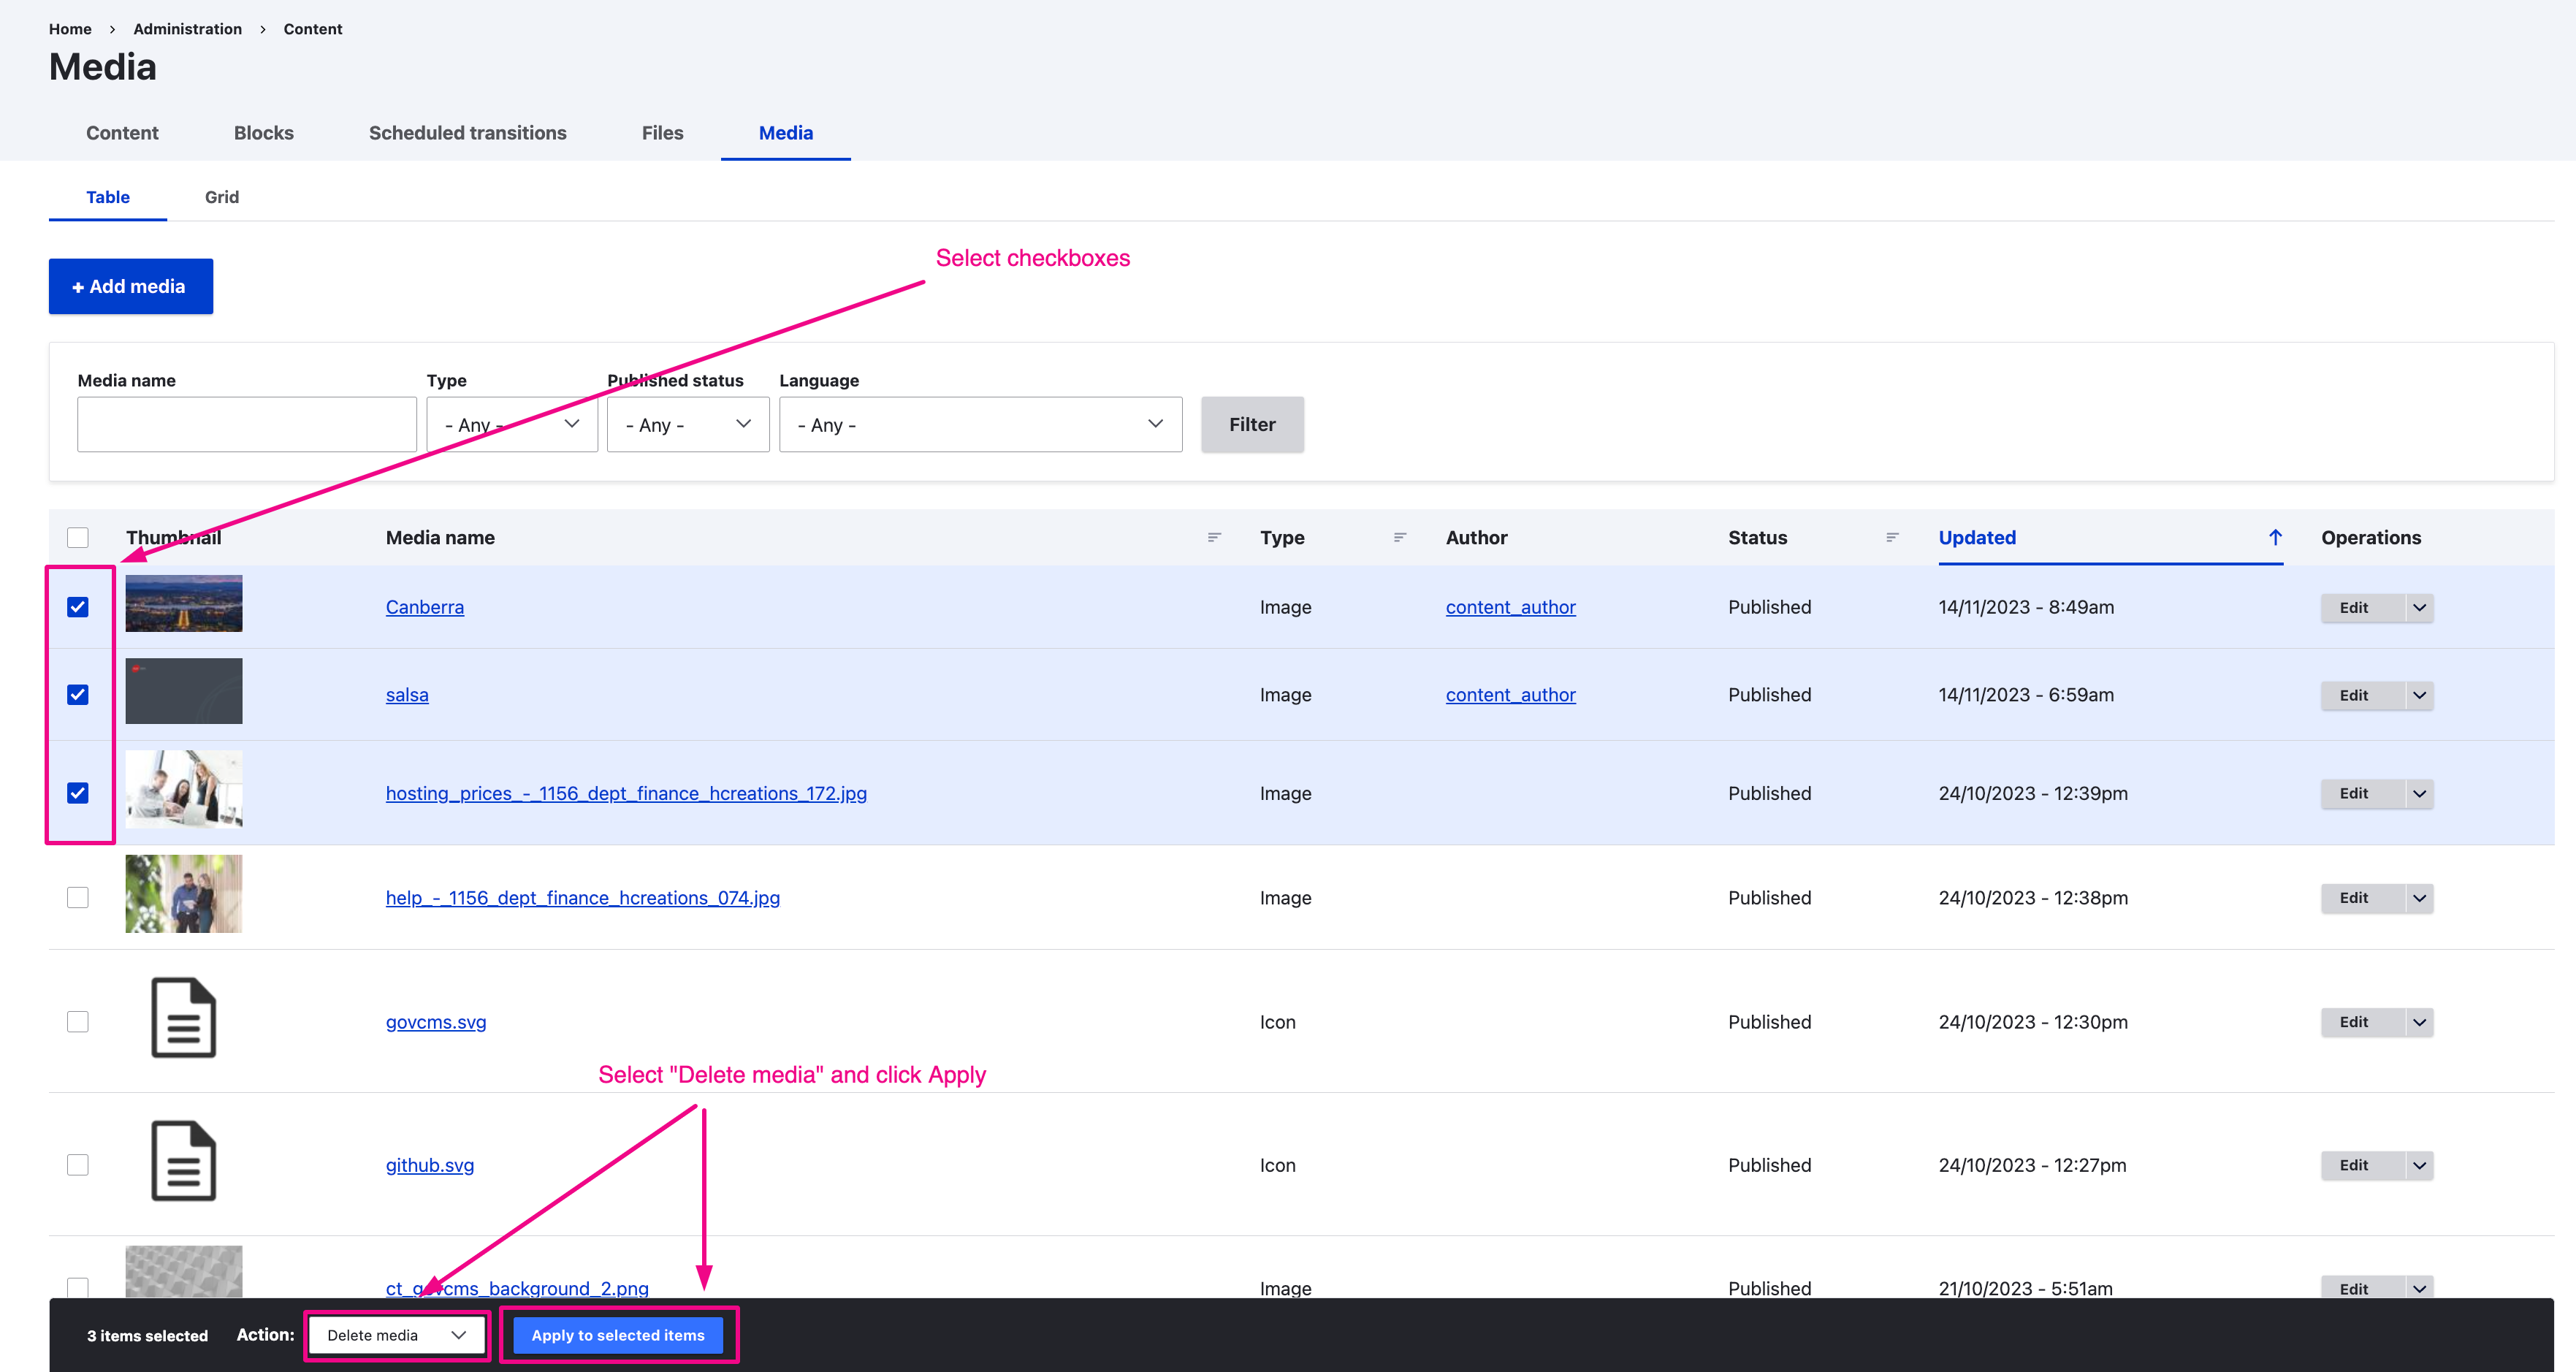 Home › Administration › Content
Media
Content Blocks Scheduled transitions Files Media
Table Grid
Select checkboxes
+ Add media
Media name Type Published status Language
- Any - - Any - - Any - Filter
Thumbnail Media name Type Author Status Updated Operations
Canberra Image content_author Published 14/11/2023 - 8:49am Edit
salsa Image content_author Published 14/11/2023 - 6:59am Edit
hosting_prices_-_1156_dept_finance_hcreations_172.jpg Image Published 24/10/2023 - 12:39pm Edit
help_-_1156_dept_finance_hcreations_074.jpg Image Published 24/10/2023 - 12:38pm Edit
govcms.svg Icon Published 24/10/2023 - 12:30pm Edit
Select "Delete media" and click Apply
github.svg Icon Published 24/10/2023 - 12:27pm Edit
ct_govcms_background_2.png Image Published 21/10/2023 - 5:51am Edit
3 items selected Action: Delete media Apply to selected items